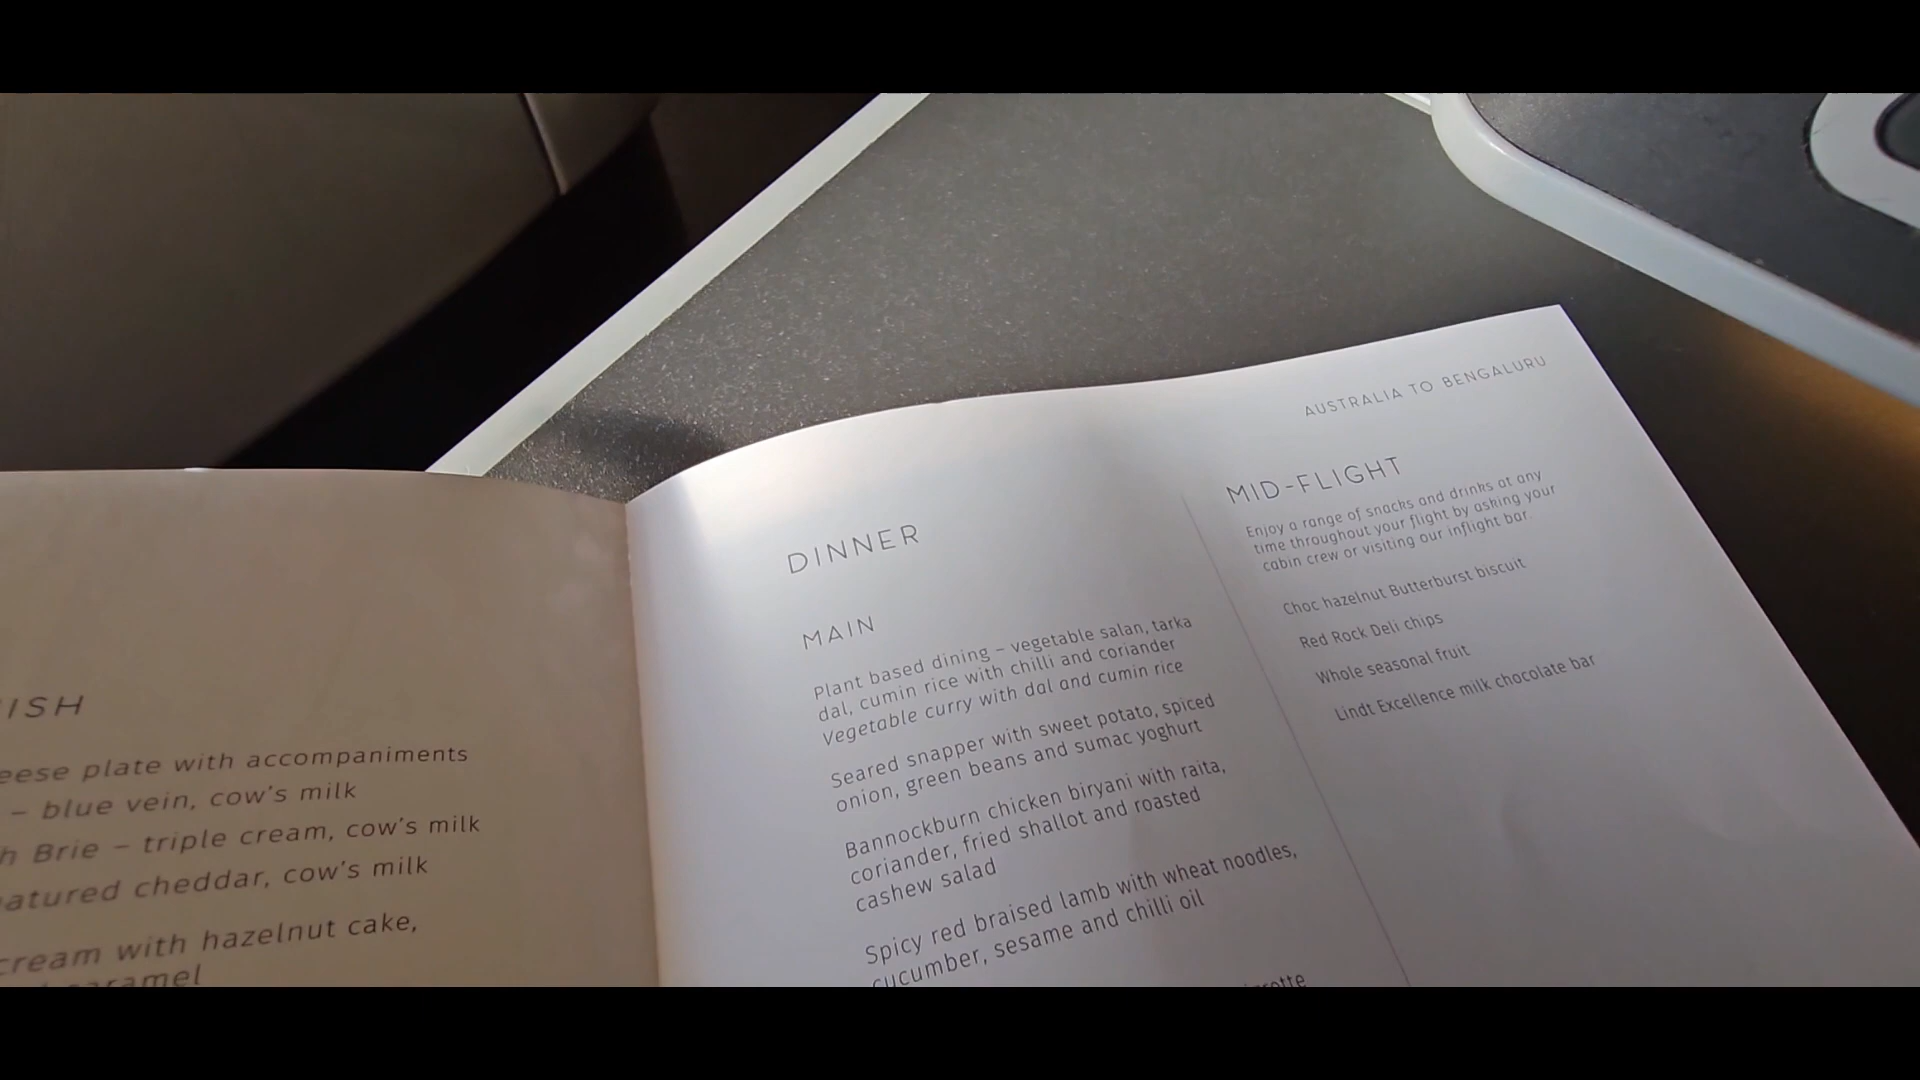 ISH
plate with accompaniments
– blue vein, cow's milk
Brie – triple cream, cow's milk
cheddar, cow's milk
cream with hazelnut cake,
caramel
AUSTRALIA TO BENGALURU
DINNER
MAIN
Plant based dining – vegetable salan, tarka
dal, cumin rice with chilli and coriander
Vegetable curry with dal and cumin rice
Seared snapper with sweet potato, spiced
onion, green beans and sumac yoghurt
Bannockburn chicken biryani with raita,
coriander, fried shallot and roasted
cashew salad
Spicy red braised lamb with wheat noodles,
cucumber, sesame and chilli oil
MID-FLIGHT
Enjoy a range of snacks and drinks at any
time throughout your flight by asking your
cabin crew or visiting our inflight bar.
Choc hazelnut Butterburst biscuit
Red Rock Deli chips
Whole seasonal fruit
Lindt Excellence milk chocolate bar